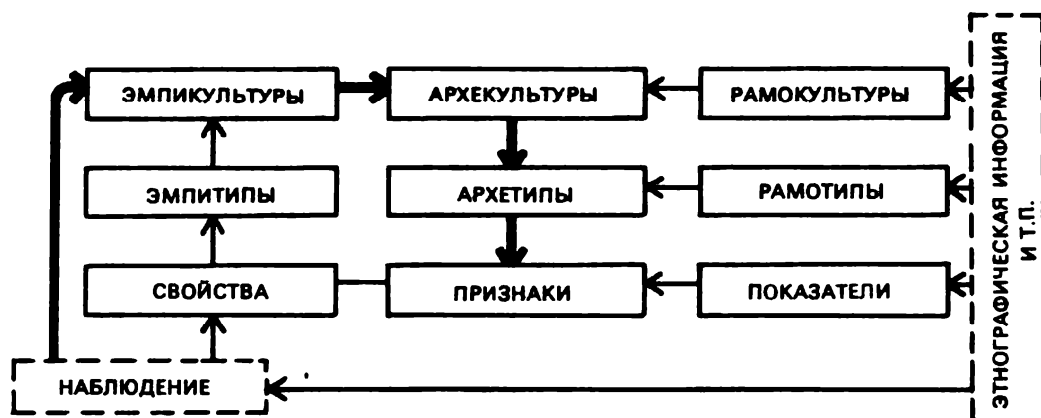 ЭМПИКУЛЬТУРЫ
АРХЕКУЛЬТУРЫ
РАМОКУЛЬТУРЫ
ЭМПИТИПЫ
АРХЕТИПЫ
РАМОТИПЫ
СВОЙСТВА
ПРИЗНАКИ
ПОКАЗАТЕЛИ
НАБЛЮДЕНИЕ
ЭТНОГРАФИЧЕСКАЯ ИНФОРМАЦИЯ
И Т.П.